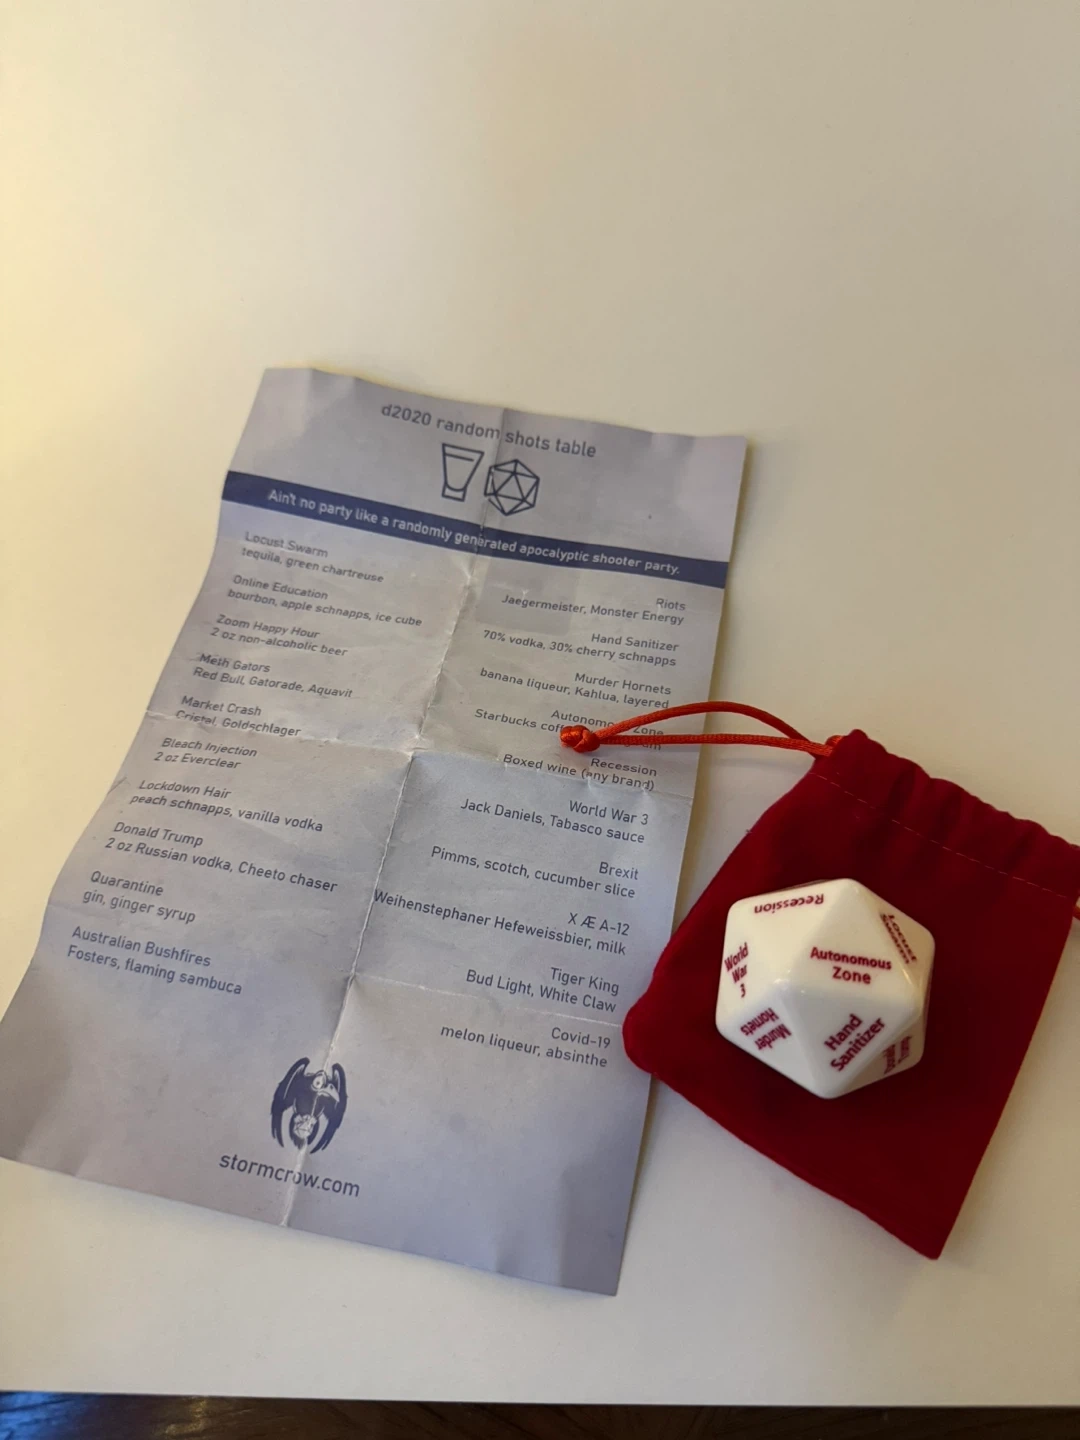 d2020 random shots table
Ain't no party like a randomly generated apocalyptic shooter party.
Locust Swarm
tequila, green chartreuse
Online Education
bourbon, apple schnapps, ice cube
Zoom Happy Hour
2 oz non-alcoholic beer
Meth Gators
Red Bull, Gatorade, Aquavit
Market Crash
Cristal, Goldschlager
Bleach Injection
2 oz Everclear
Lockdown Hair
peach schnapps, vanilla vodka
Donald Trump
2 oz Russian vodka, Cheeto chaser
Quarantine
gin, ginger syrup
Australian Bushfires
Fosters, flaming sambuca
Riots
Jaegermeister, Monster Energy
Hand Sanitizer
70% vodka, 30% cherry schnapps
Murder Hornets
banana liqueur, Kahlua, layered
Zone
Starbucks
Recession
Boxed wine (any brand)
World War 3
Jack Daniels, Tabasco sauce
Brexit
Pimms, scotch, cucumber slice
X Æ A-12
Weihenstephaner Hefeweissbier, milk
Tiger King
Bud Light, White Claw
Covid-19
melon liqueur, absinthe
stormcrow.com
Recession
Locust
Swarm
World
War
3
Autonomous
Zone
Murder
Hornets
Hand
Sanitizer